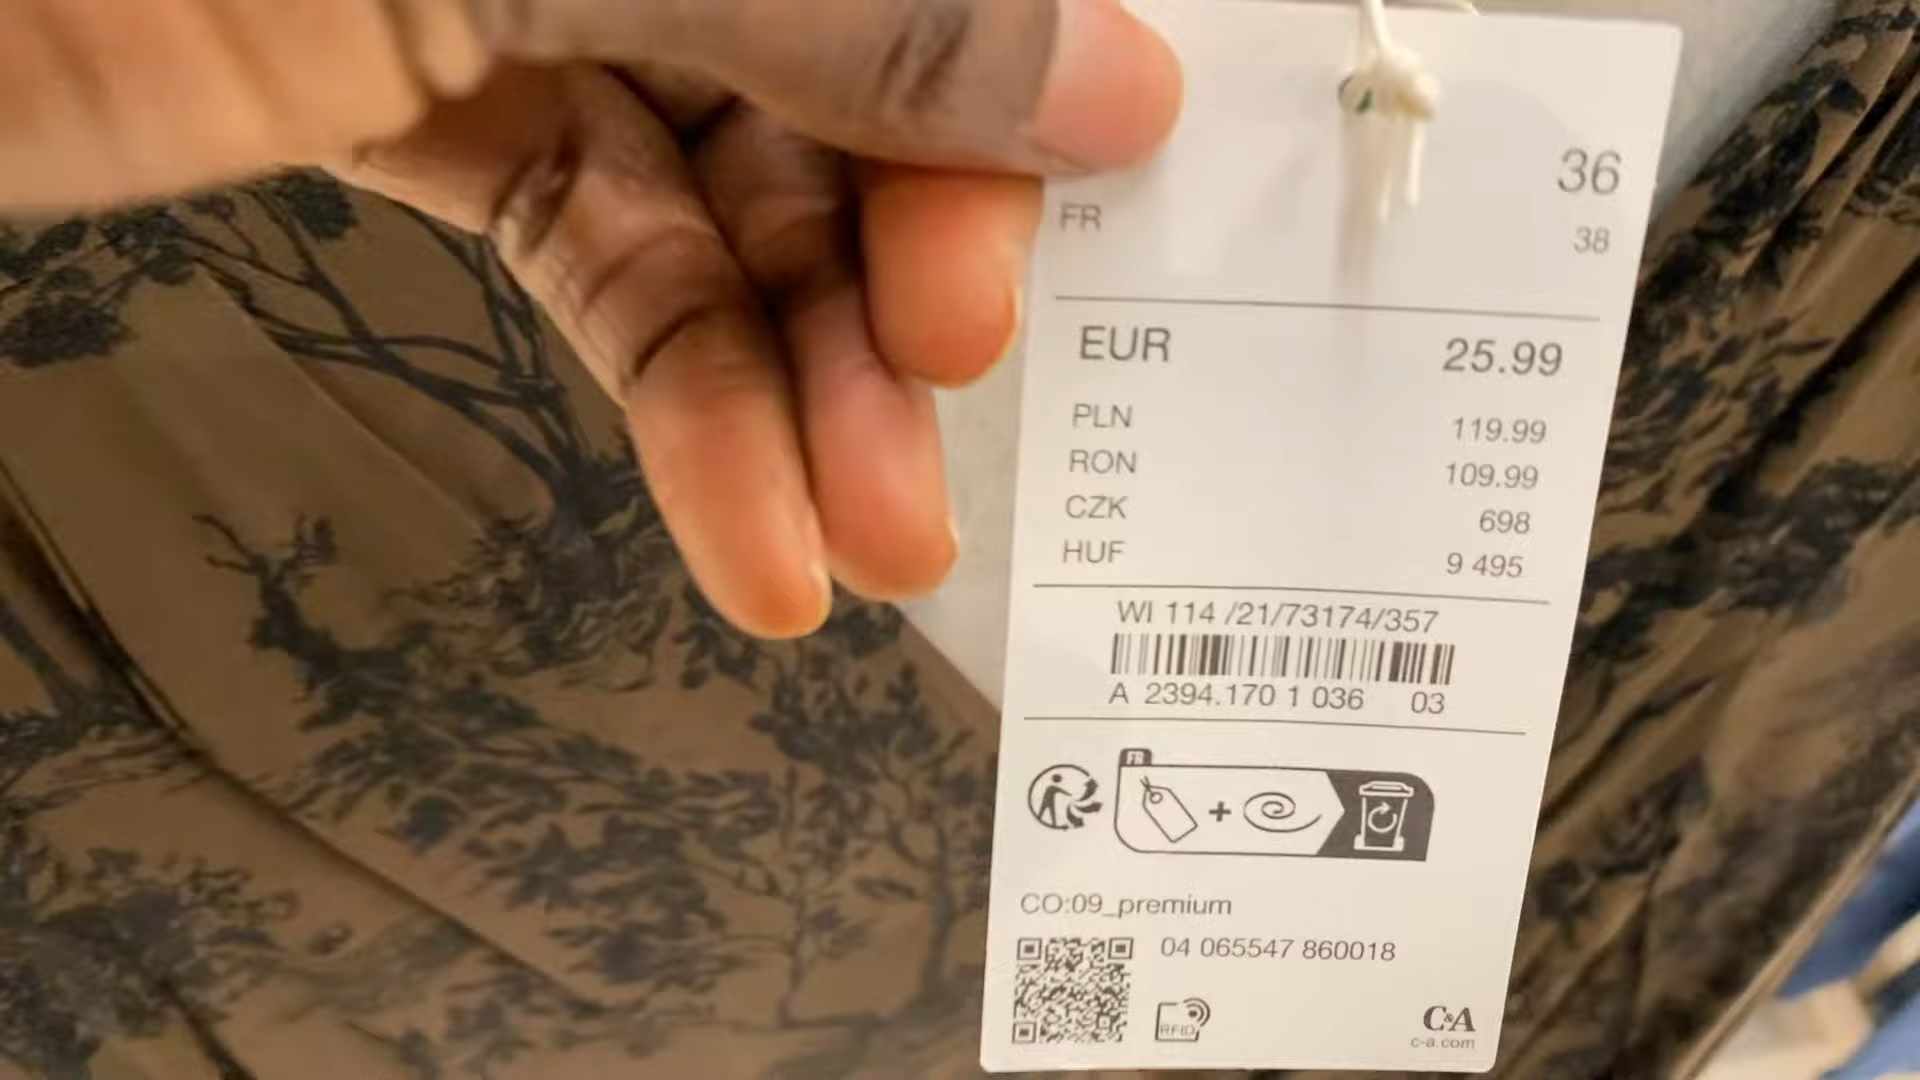 36
FR 38
EUR 25.99
PLN 119.99
RON 109.99
CZK 698
HUF 9 495
WI 114 /21/73174/357
A 2394.170 1 036 03
FR
+
CO:09_premium
04 065547 860018
RFID
C&A
c-a.com